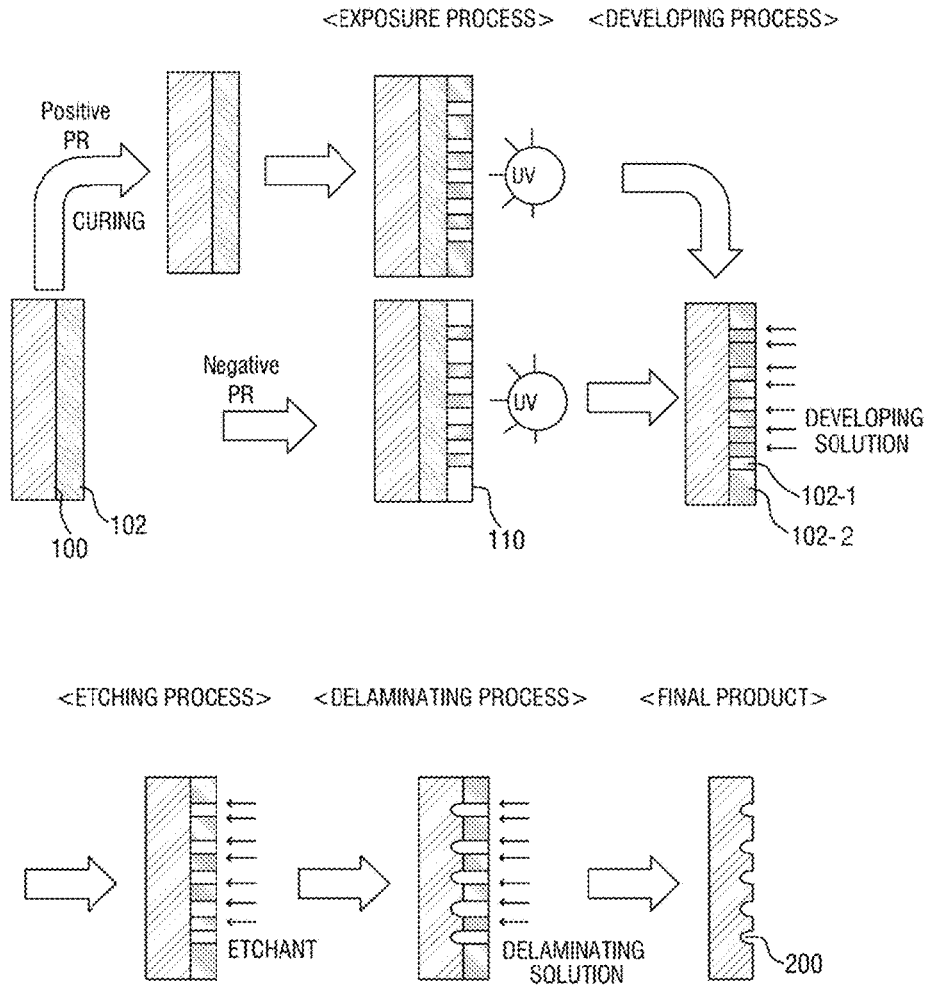 <EXPOSURE PROCESS>
<DEVELOPING PROCESS>
Positive
PR
CURING
UV
Negative
PR
UV
DEVELOPING
SOLUTION
102-1
102-2
100
102
110
<ETCHING PROCESS>
<DELAMINATING PROCESS>
<FINAL PRODUCT>
ETCHANT
DELAMINATING
SOLUTION
200